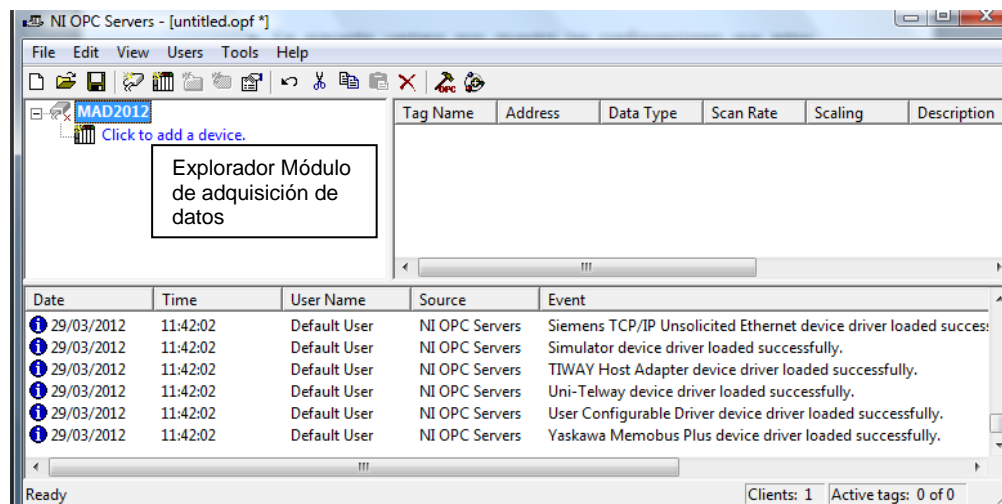 NI OPC Servers - [untitled.opf *]
File Edit View Users Tools Help
OPC
MAD2012
Click to add a device.
Explorador Módulo
de adquisición de
datos
Tag Name Address Data Type Scan Rate Scaling Description
Date Time User Name Source Event
29/03/2012 11:42:02 Default User NI OPC Servers Siemens TCP/IP Unsolicited Ethernet device driver loaded succes
29/03/2012 11:42:02 Default User NI OPC Servers Simulator device driver loaded successfully.
29/03/2012 11:42:02 Default User NI OPC Servers TIWAY Host Adapter device driver loaded successfully.
29/03/2012 11:42:02 Default User NI OPC Servers Uni-Telway device driver loaded successfully.
29/03/2012 11:42:02 Default User NI OPC Servers User Configurable Driver device driver loaded successfully.
29/03/2012 11:42:02 Default User NI OPC Servers Yaskawa Memobus Plus device driver loaded successfully.
Ready Clients: 1 Active tags: 0 of 0